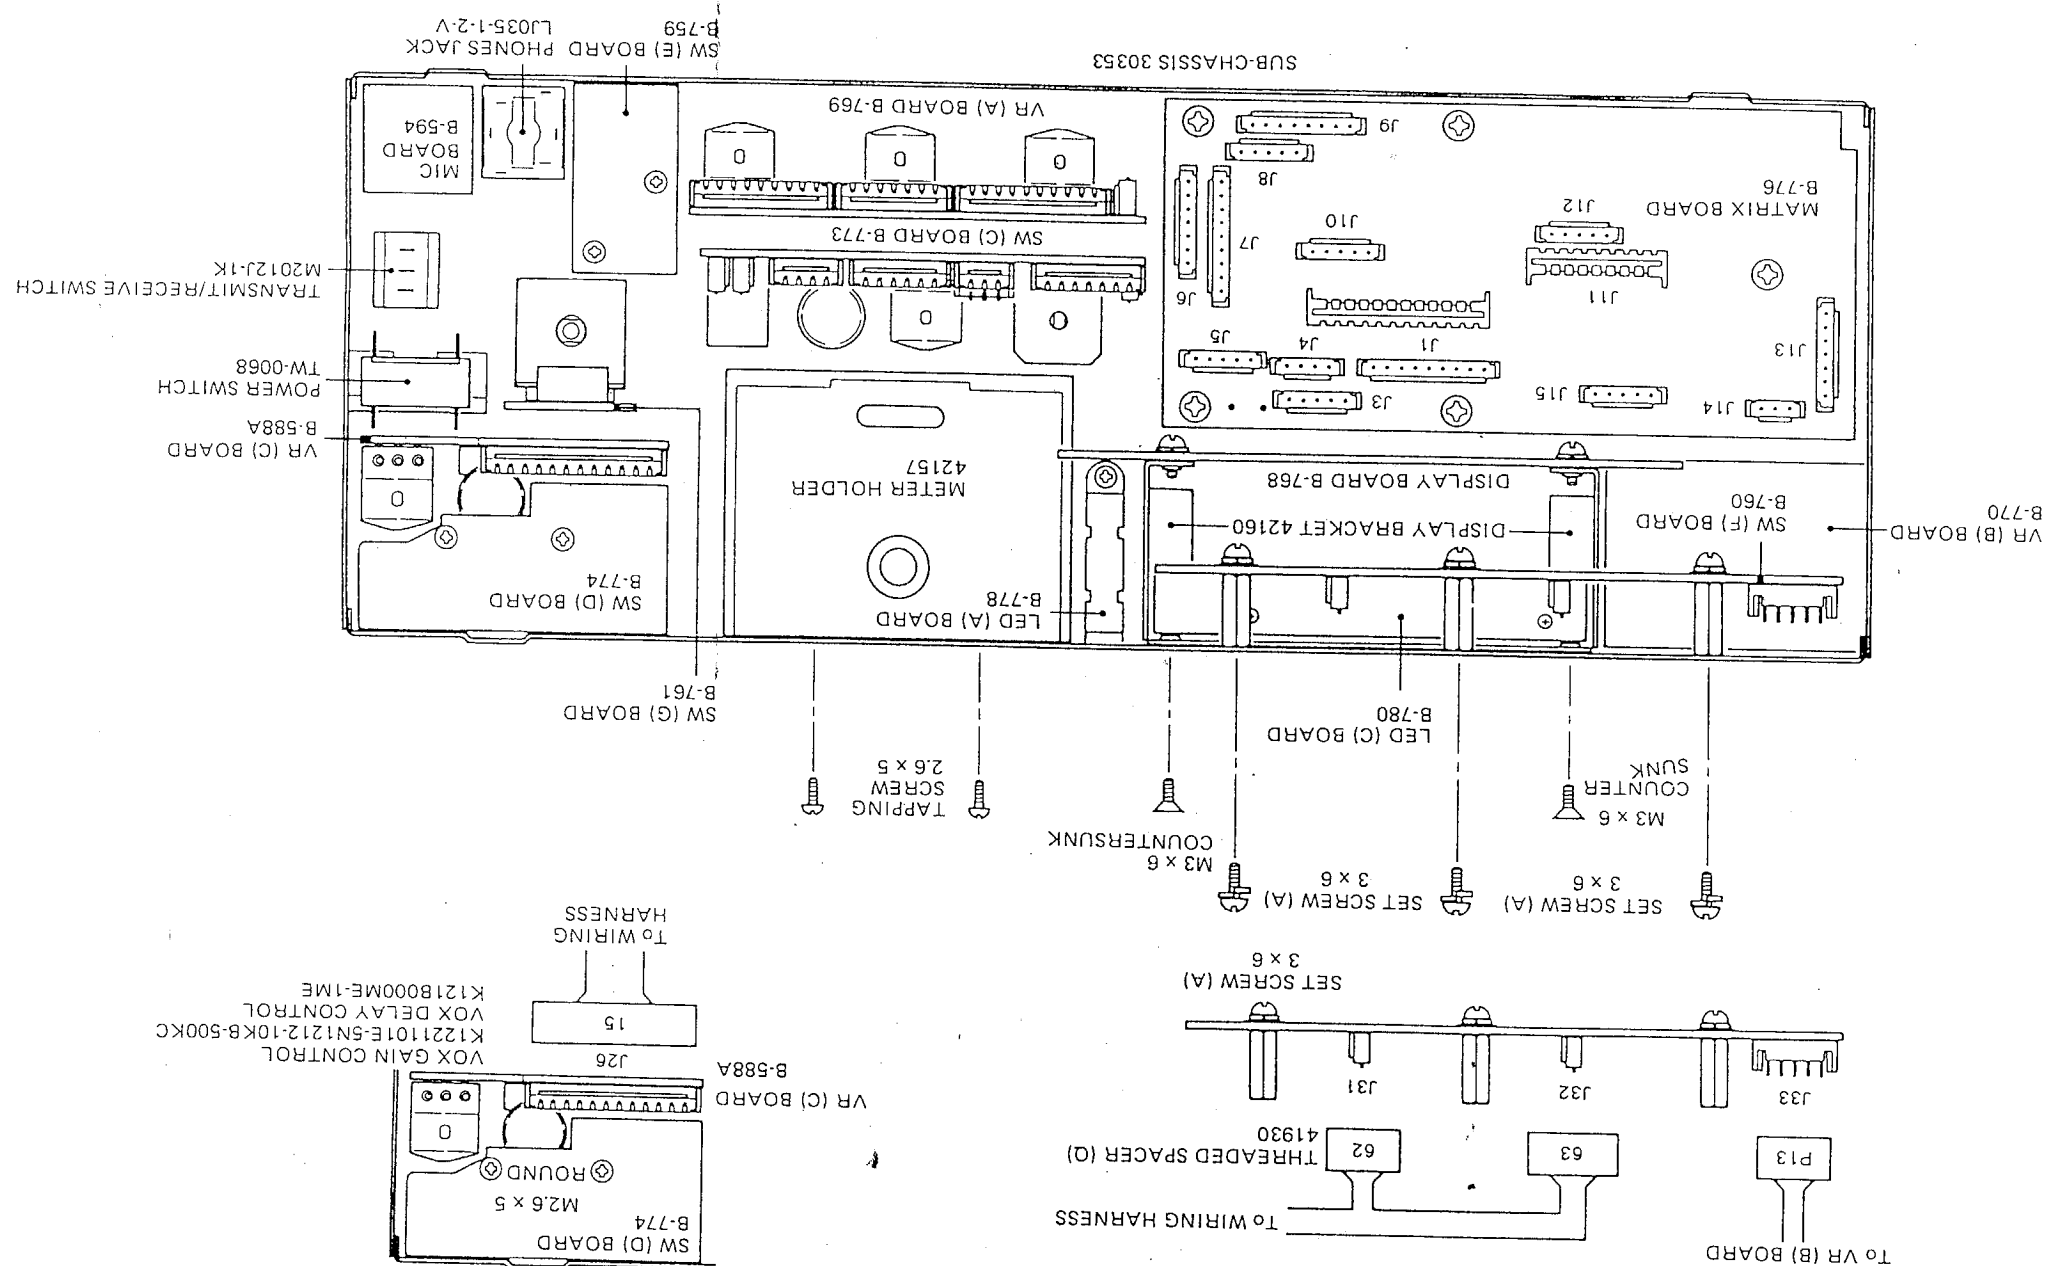 To VR (B) BOARD
P13
J33
To WIRING HARNESS
63
62
THREADED SPACER (Q)
41930
J32
J31
SET SCREW (A)
3 x 6
SW (D) BOARD
B-774
M2.6 x 5
ROUND
VR (C) BOARD
B-588A
J26
15
To WIRING
HARNESS
VOX GAIN CONTROL
K1221101E-5N1212-10KB-500KC
VOX DELAY CONTROL
K1218000ME-1ME
SET SCREW (A)
3 x 6
SET SCREW (A)
3 x 6
M3 x 6
COUNTER
SUNK
M3 x 6
COUNTERSUNK
TAPPING
SCREW
2.6 x 5
LED (C) BOARD
B-780
SW (G) BOARD
B-761
VR (B) BOARD
B-770
SW (F) BOARD
B-760
DISPLAY BRACKET 42160
DISPLAY BOARD B-768
LED (A) BOARD
B-778
METER HOLDER
42157
SW (D) BOARD
B-774
VR (C) BOARD
B-588A
POWER SWITCH
TW-0068
TRANSMIT/RECEIVE SWITCH
M2012J-1K
J14
J15
J3
J13
J1
J4
J5
J11
J6
J12
J10
J7
MATRIX BOARD
B-776
J8
J9
SW (C) BOARD B-773
VR (A) BOARD B-769
MIC
BOARD
B-594
SUB-CHASSIS 30353
SW (E) BOARD
B-759
PHONES JACK
LJ035-1-2-V